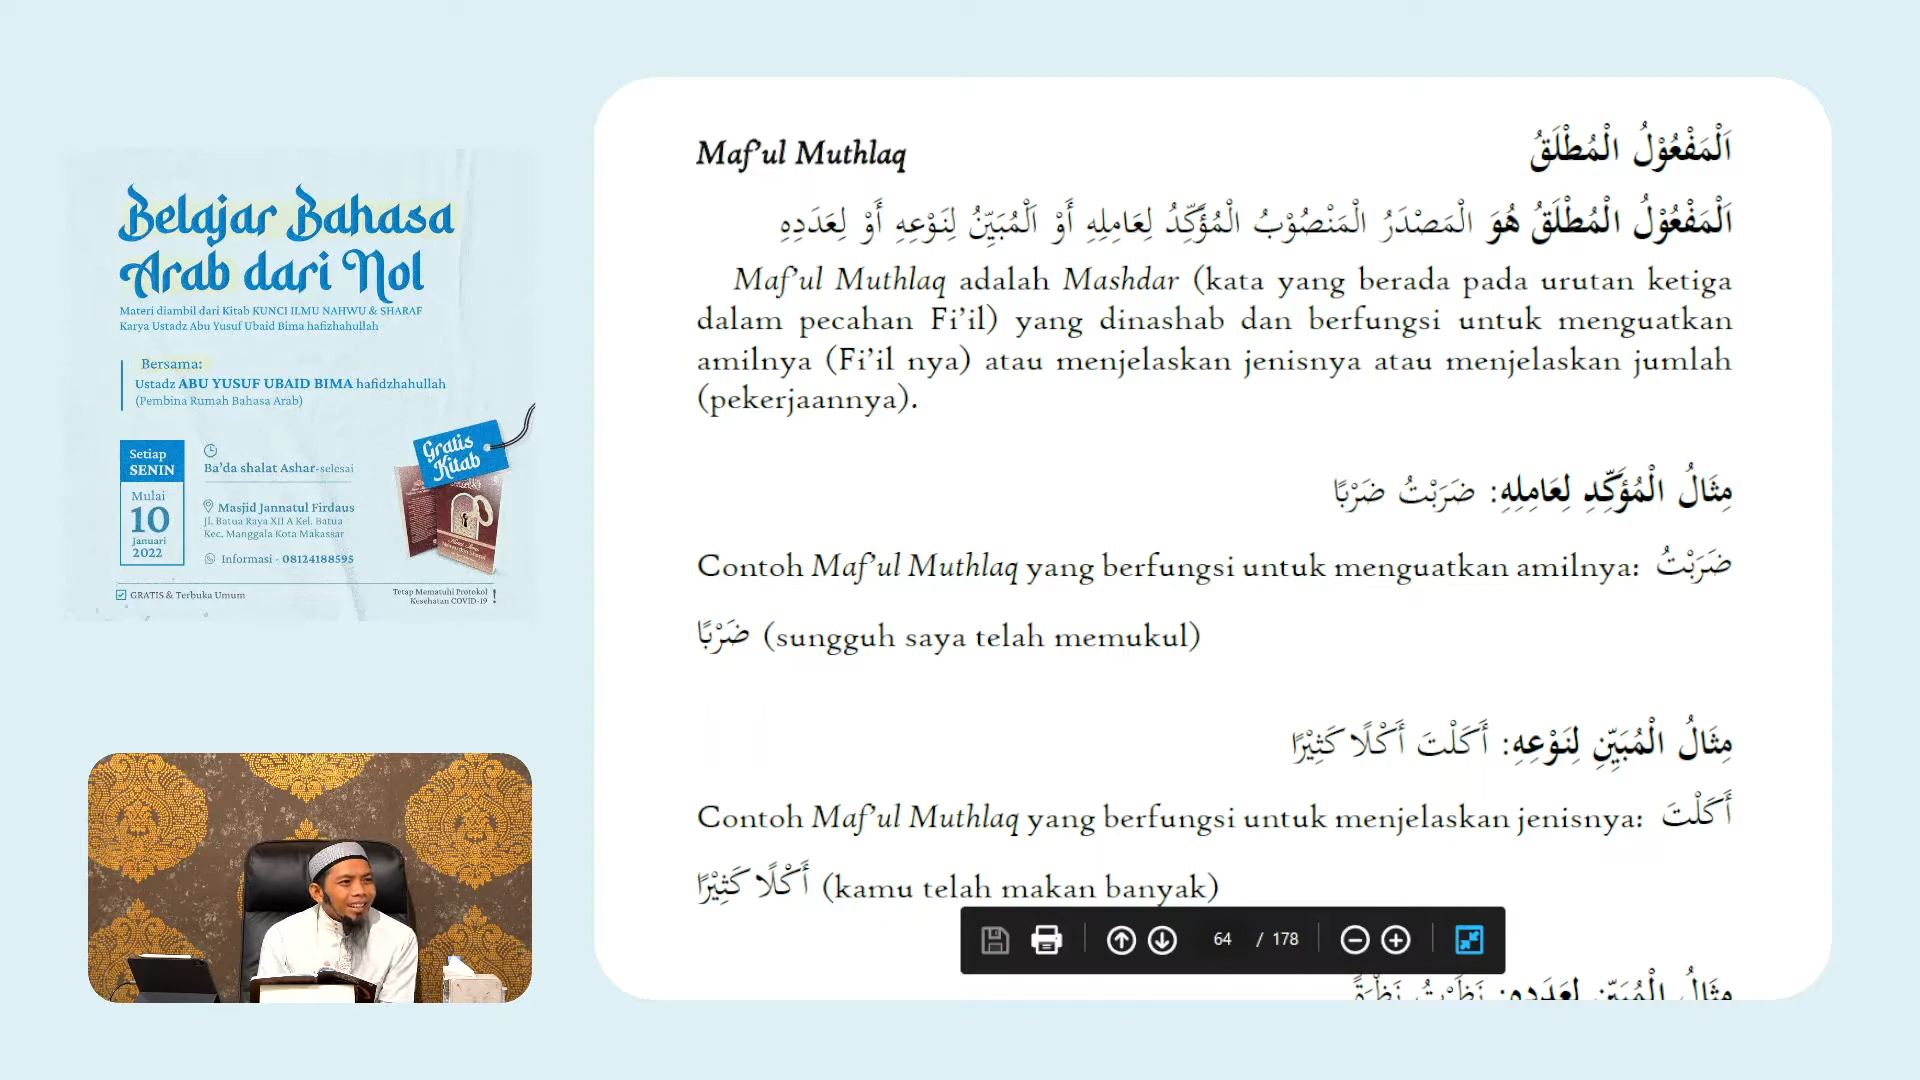 Belajar Bahasa
Arab dari Nol
Materi diambil dari Kitab KUNCI ILMU NAHWU & SHARAF
Karya Ustadz Abu Yusuf Ubaid Bima hafizhahullah
Bersama:
Ustadz ABU YUSUF UBAID BIMA hafidzhahullah
(Pembina Rumah Bahasa Arab)
Setiap
SENIN
Mulai
10
Januari
2022
Ba'da shalat Ashar-selesai
Masjid Jannatul Firdaus
Jl. Batua Raya XII A Kel. Batua
Kec. Manggala Kota Makassar
Informasi - 08124188595
Gratis
Kitab
GRATIS & Terbuka Umum
Tetap Mematuhi Protokol
Kesehatan COVID-19 !
Maf'ul Muthlaq اَلْمَفْعُوْلُ الْمُطْلَقُ
اَلْمَفْعُوْلُ الْمُطْلَقُ هُوَ الْمَصْدَرُ الْمَنْصُوْبُ الْمُؤَكِّدُ لِعَامِلِهِ أَوْ اَلْمُبَيِّنُ لِنَوْعِهِ أَوْ لِعَدَدِهِ
Maf'ul Muthlaq adalah Mashdar (kata yang berada pada urutan ketiga
dalam pecahan Fi'il) yang dinashab dan berfungsi untuk menguatkan
amilnya (Fi'il nya) atau menjelaskan jenisnya atau menjelaskan jumlah
(pekerjaannya).
مِثَالُ الْمُؤَكِّدِ لِعَامِلِهِ: ضَرَبْتُ ضَرْبًا
Contoh Maf'ul Muthlaq yang berfungsi untuk menguatkan amilnya: ضَرَبْتُ
ضَرْبًا (sungguh saya telah memukul)
مِثَالُ الْمُبَيِّنِ لِنَوْعِهِ: أَكَلْتَ أَكْلًا كَثِيْرًا
Contoh Maf'ul Muthlaq yang berfungsi untuk menjelaskan jenisnya: أَكَلْتَ
أَكْلًا كَثِيْرًا (kamu telah makan banyak)
64 / 178
مِثَالُ الْمُبَيِّنِ لِعَدَدِهِ: نَظَرْتُ نَظْرَةً